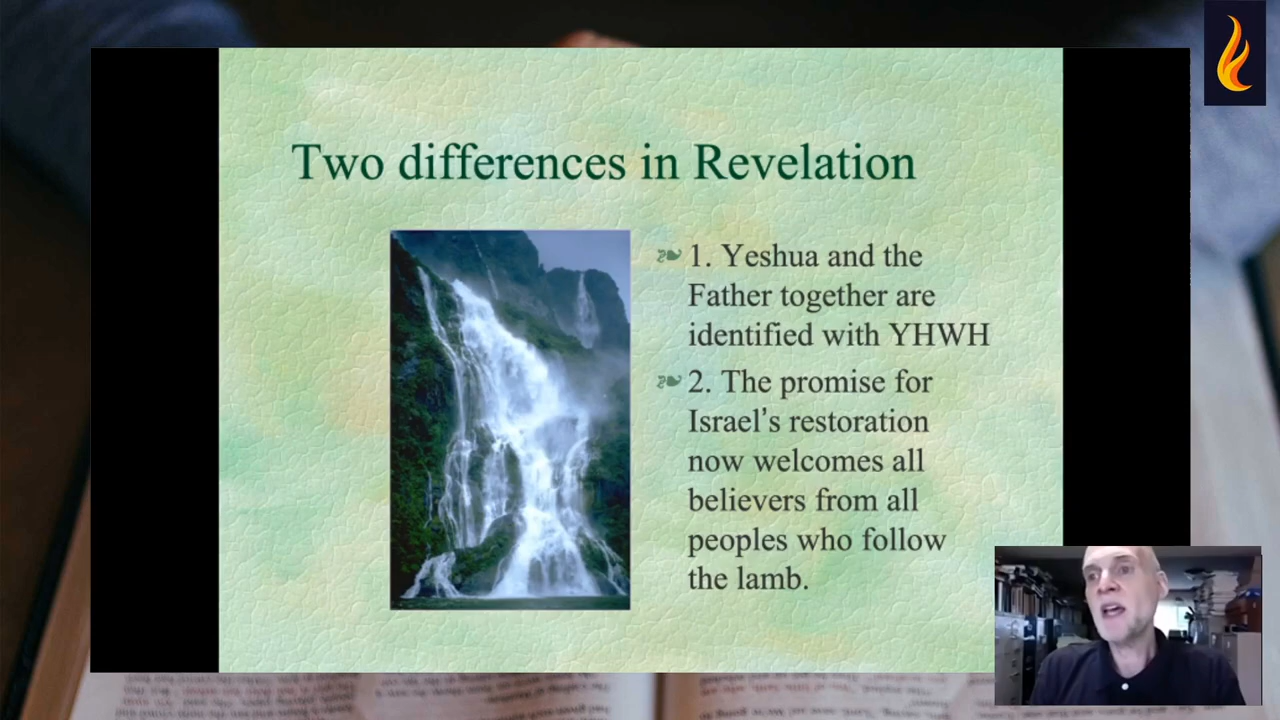 Two differences in Revelation
1. Yeshua and the
Father together are
identified with YHWH
2. The promise for
Israel’s restoration
now welcomes all
believers from all
peoples who follow
the lamb.